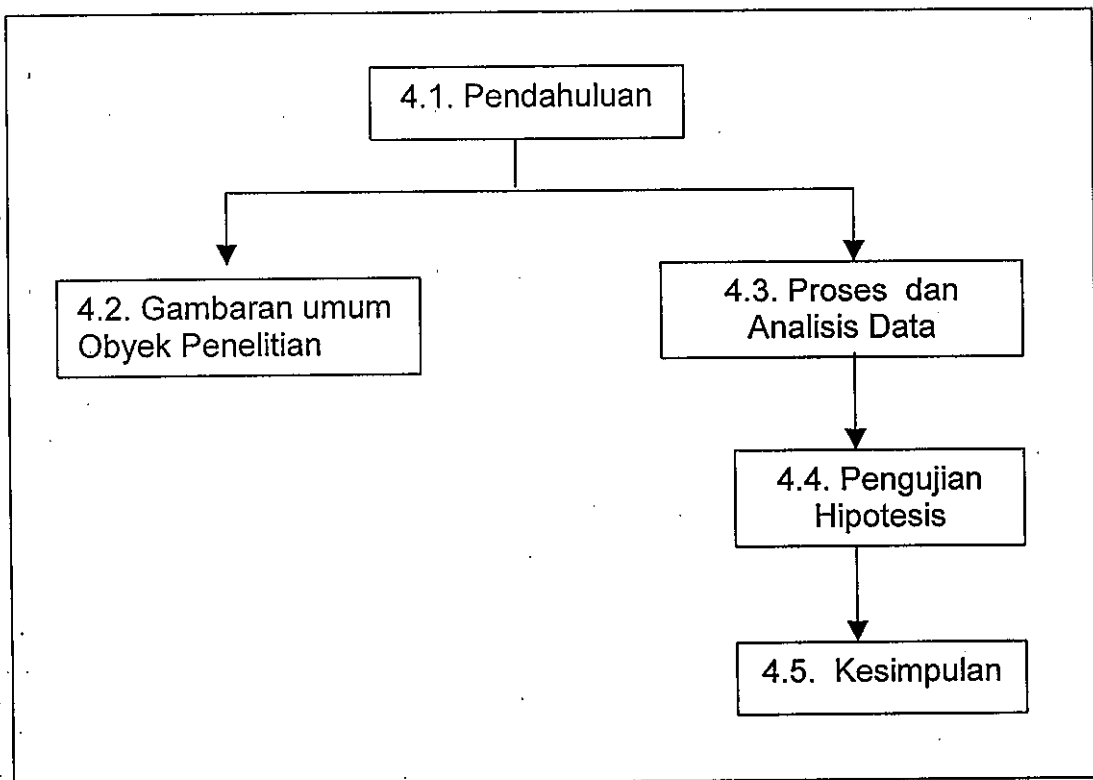 4.1. Pendahuluan
4.2. Gambaran umum
Obyek Penelitian
4.3. Proses dan
Analisis Data
4.4. Pengujian
Hipotesis
4.5. Kesimpulan